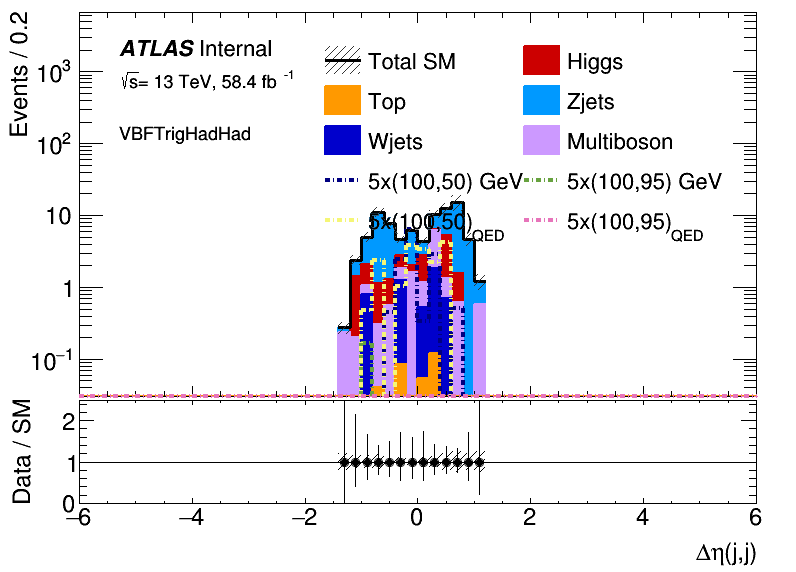 Events / 0.2
ATLAS Internal
√s= 13 TeV, 58.4 fb⁻¹
VBFTrigHadHad
Total SM
Higgs
Top
Zjets
Wjets
Multiboson
5x(100,50) GeV
5x(100,95) GeV
5x(100,50)QED
5x(100,95)QED
10³
10²
10
1
10⁻¹
Data / SM
2
1
0
−6
−4
−2
0
2
4
6
Δη(j,j)